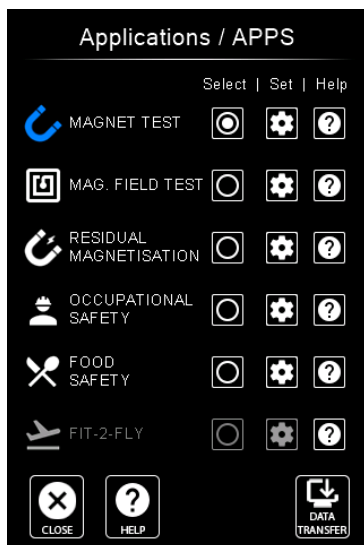 Applications / APPS
Select | Set | Help
MAGNET TEST
MAG. FIELD TEST
RESIDUAL
MAGNETISATION
OCCUPATIONAL
SAFETY
FOOD
SAFETY
FIT-2-FLY
CLOSE
HELP
DATA
TRANSFER